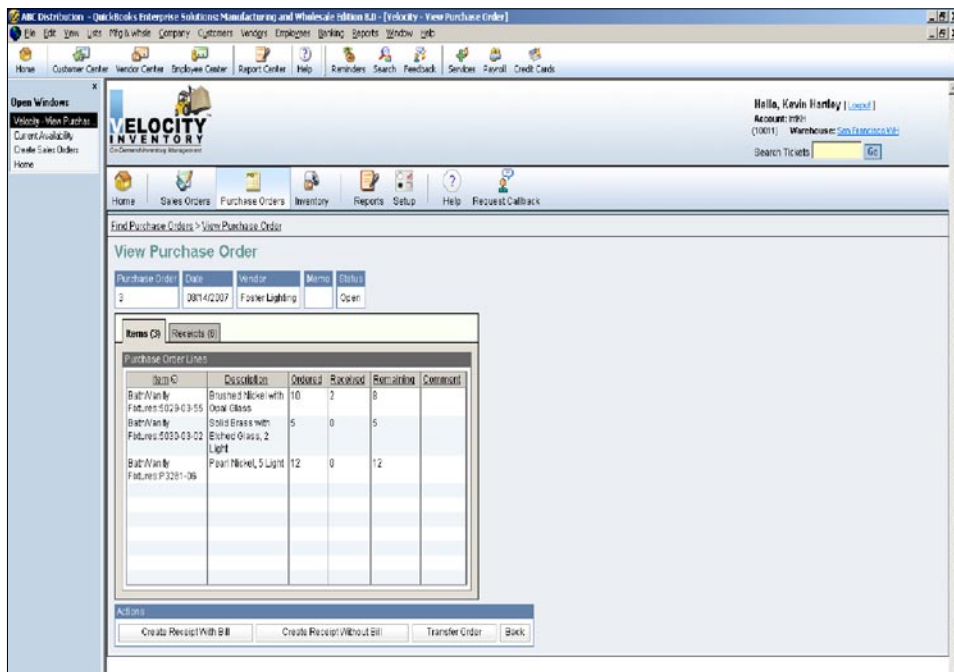 ABC Distribution - QuickBooks Enterprise Solutions: Manufacturing and Wholesale Edition 8.0 - [Velocity - View Purchase Order]
File Edit View Lists Mfg & Whsle Company Customers Vendors Employees Banking Reports Window Help
Home Customer Center Vendor Center Employee Center Report Center Help Reminders Search Feedback Services Payroll Credit Cards
Open Windows
Velocity - View Purchas...
Current Availability
Create Sales Orders
Home
VELOCITY
INVENTORY
On-Demand Inventory Management
Hello, Kevin Hartley [ Logout ]
Account:
(10011) Warehouse: San Francisco WH
Search Tickets Go
Home Sales Orders Purchase Orders Inventory Reports Setup Help Request Callback
Find Purchase Orders > View Purchase Order
View Purchase Order
Purchase Order Date Vendor Memo Status
3 08/14/2007 Foster Lighting Open
Items (3) Receipts (6)
Purchase Order Lines
Item Description Ordered Received Remaining Comment
Bath/Vanity Brushed Nickel with 10 2 8
Fixtures:5029-03-55 Opal Glass
Bath/Vanity Solid Brass with 5 0 5
Fixtures:5030-03-02 Etched Glass, 2
Light
Bath/Vanity Pearl Nickel, 5 Light 12 0 12
Fixtures:P3281-06
Actions
Create Receipt With Bill Create Receipt Without Bill Transfer Order Back